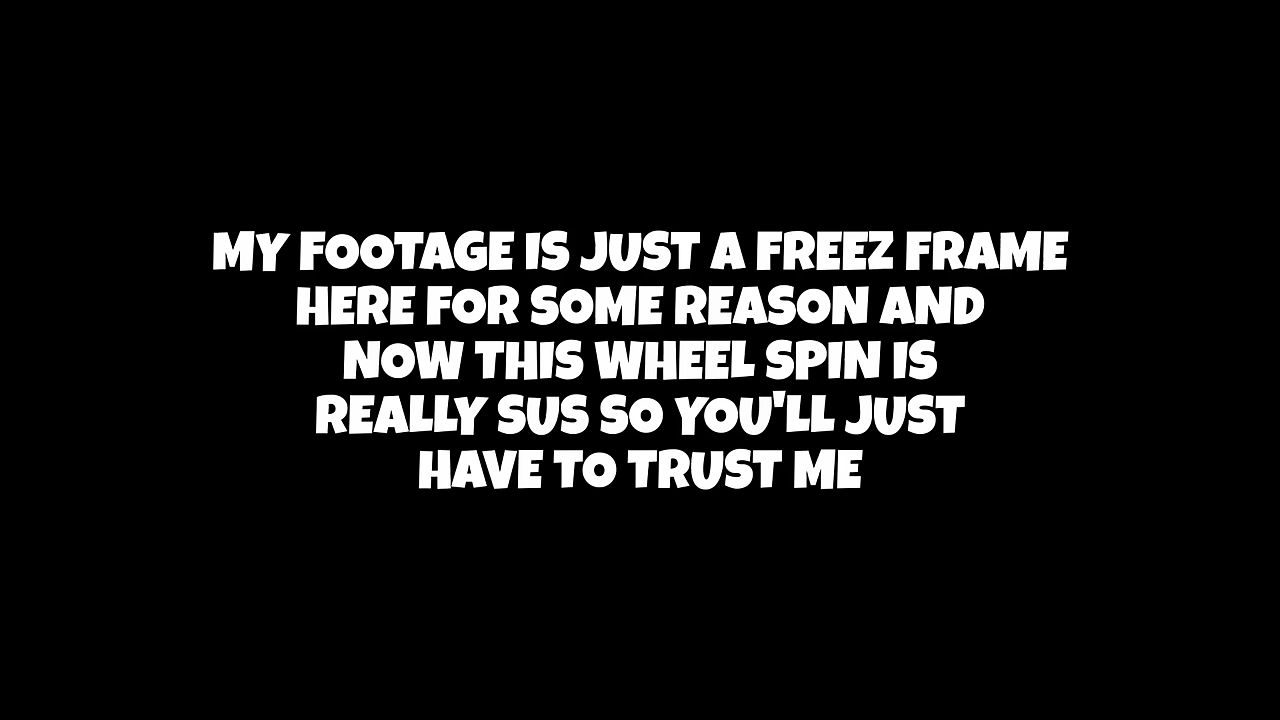 MY FOOTAGE IS JUST A FREEZ FRAME
HERE FOR SOME REASON AND
NOW THIS WHEEL SPIN IS
REALLY SUS SO YOU'LL JUST
HAVE TO TRUST ME